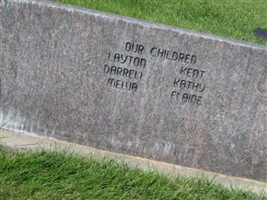 OUR CHILDREN
LAYTON KENT
DARRELL KATHY
MELVA ELAINE